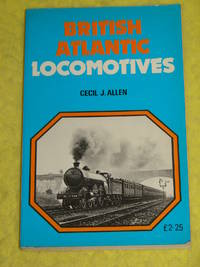 BRITISH
ATLANTIC
LOCOMOTIVES
CECIL J. ALLEN
£2·25